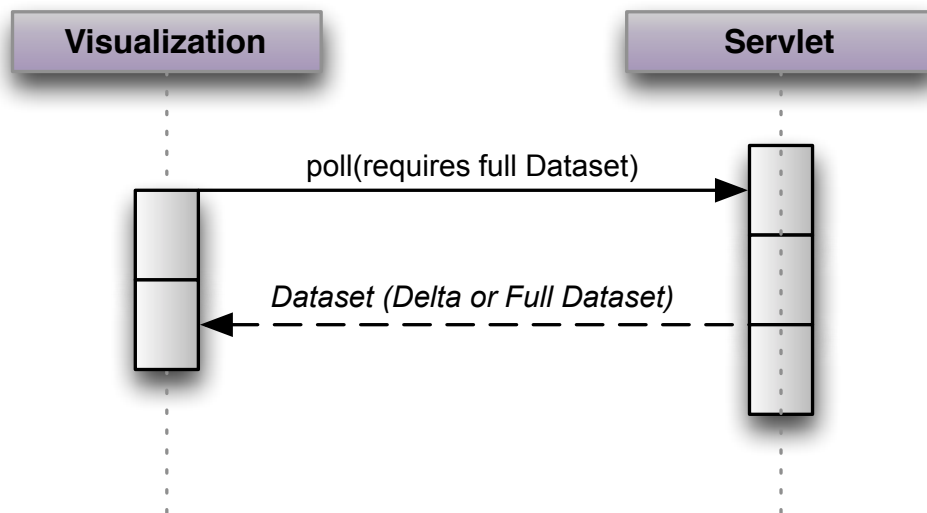 Visualization
Servlet
poll(requires full Dataset)
Dataset (Delta or Full Dataset)